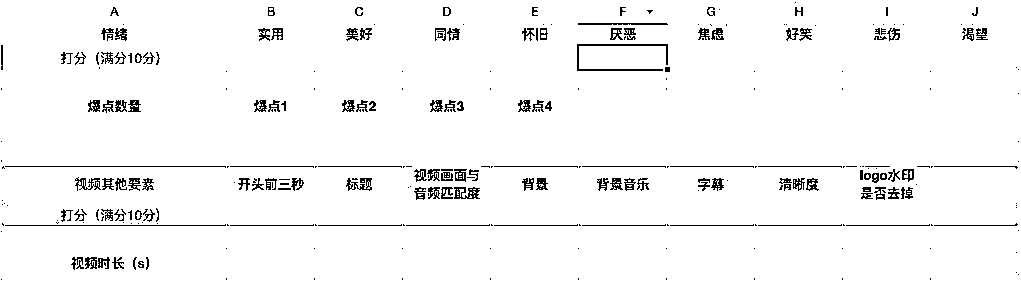 A B C D E F G H I J
情绪 实用 美好 同情 怀旧 厌恶 焦虑 好笑 悲伤 渴望
打分（满分10分）
爆点数量 爆点1 爆点2 爆点3 爆点4
视频其他要素 开头前三秒 标题 视频画面与音频匹配度 背景 背景音乐 字幕 清晰度 logo水印是否去掉
打分（满分10分）
视频时长（s）